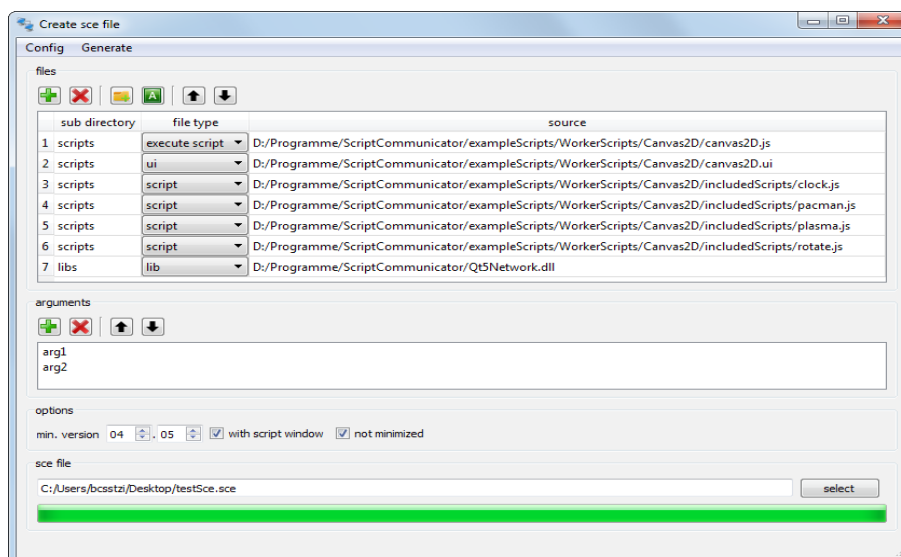 Create sce file
Config Generate
files
A
sub directory file type source
1 scripts execute script D:/Programme/ScriptCommunicator/exampleScripts/WorkerScripts/Canvas2D/canvas2D.js
2 scripts ui D:/Programme/ScriptCommunicator/exampleScripts/WorkerScripts/Canvas2D/canvas2D.ui
3 scripts script D:/Programme/ScriptCommunicator/exampleScripts/WorkerScripts/Canvas2D/includedScripts/clock.js
4 scripts script D:/Programme/ScriptCommunicator/exampleScripts/WorkerScripts/Canvas2D/includedScripts/pacman.js
5 scripts script D:/Programme/ScriptCommunicator/exampleScripts/WorkerScripts/Canvas2D/includedScripts/plasma.js
6 scripts script D:/Programme/ScriptCommunicator/exampleScripts/WorkerScripts/Canvas2D/includedScripts/rotate.js
7 libs lib D:/Programme/ScriptCommunicator/Qt5Network.dll
arguments
arg1
arg2
options
min. version 04 . 05 with script window not minimized
sce file
C:/Users/bcsstzi/Desktop/testSce.sce select